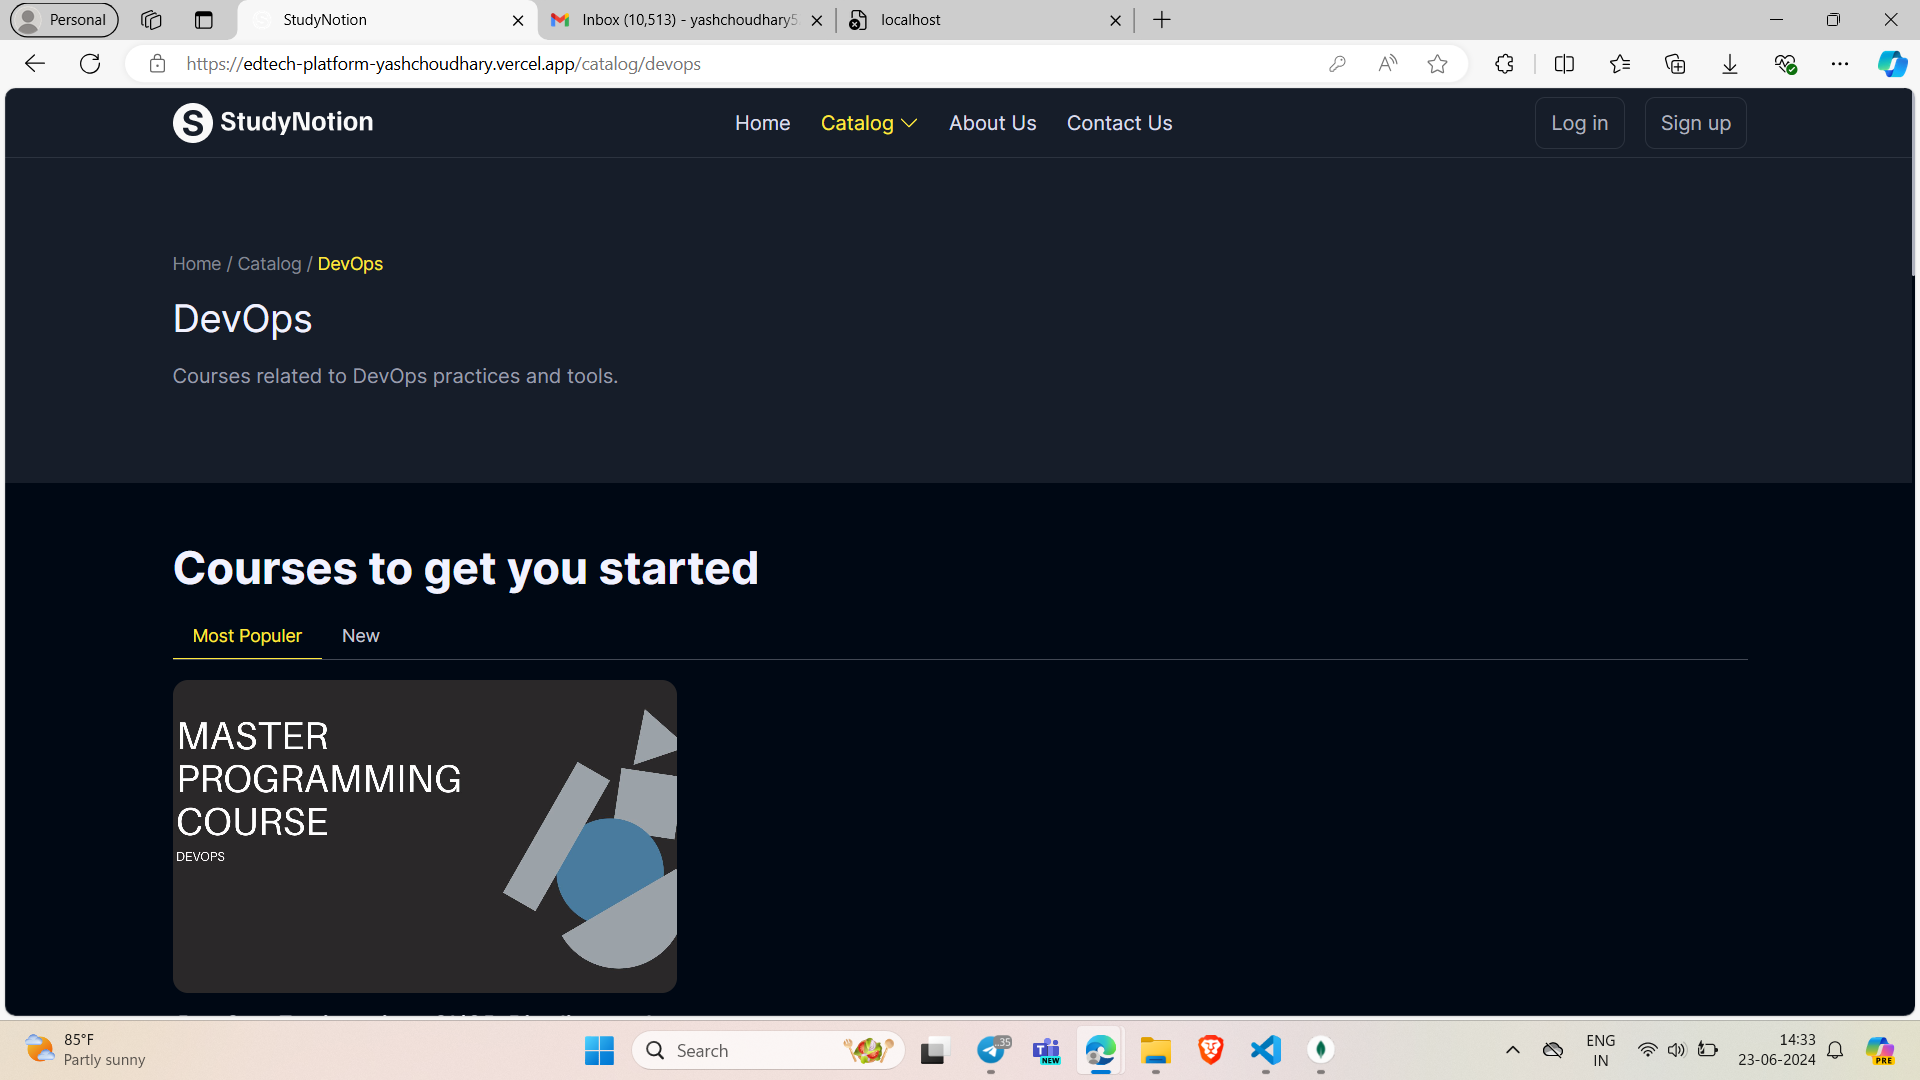 Personal
StudyNotion
Inbox (10,513) - yashchoudhary5
localhost
https://edtech-platform-yashchoudhary.vercel.app/catalog/devops
S StudyNotion
Home
Catalog
About Us
Contact Us
Log in
Sign up
Home / Catalog / DevOps
DevOps
Courses related to DevOps practices and tools.
Courses to get you started
Most Populer
New
MASTER
PROGRAMMING
COURSE
DEVOPS
85°F
Partly sunny
Search
..35
NEW
ENG
IN
14:33
23-06-2024
PRE